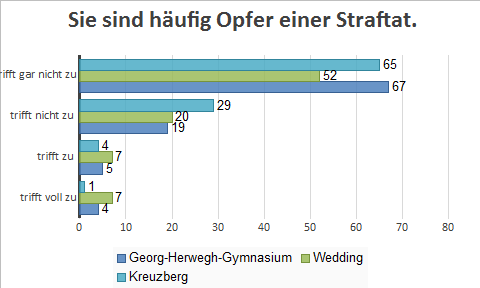 Sie sind häufig Opfer einer Straftat.
rifft gar nicht zu
65
52
67
trifft nicht zu
29
20
19
trifft zu
4
7
5
trifft voll zu
1
7
4
0 10 20 30 40 50 60 70 80
Georg-Herwegh-Gymnasium Wedding
Kreuzberg